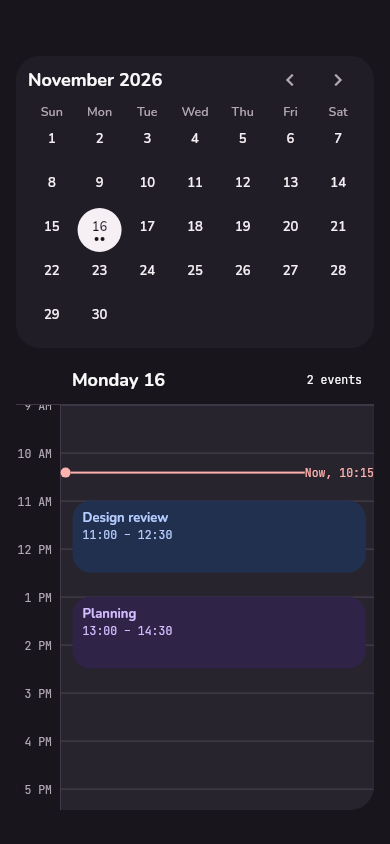 November 2026
Sun Mon Tue Wed Thu Fri Sat
1 2 3 4 5 6 7
8 9 10 11 12 13 14
15 16 17 18 19 20 21
22 23 24 25 26 27 28
29 30
Monday 16 2 events
9 AM
10 AM
Now, 10:15
11 AM
Design review
11:00 – 12:30
12 PM
1 PM
Planning
13:00 – 14:30
2 PM
3 PM
4 PM
5 PM